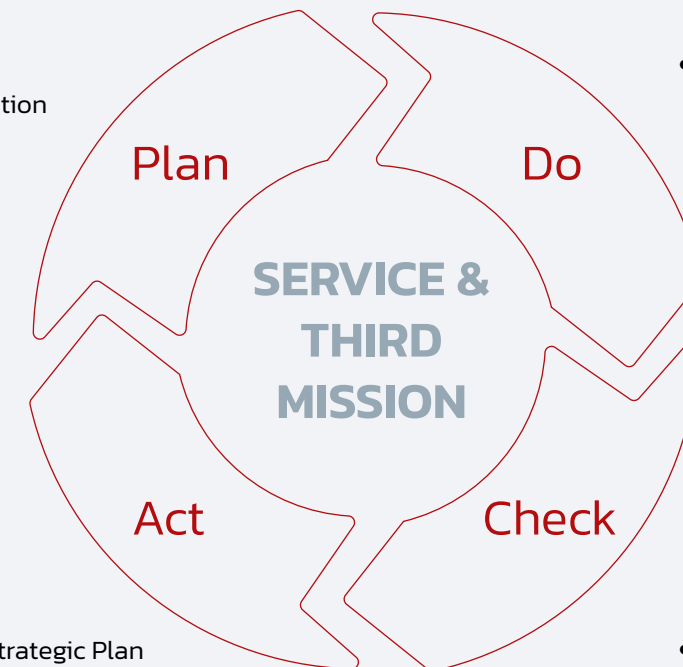 tion
Plan
Do
SERVICE &
THIRD
MISSION
Act
Check
trategic Plan